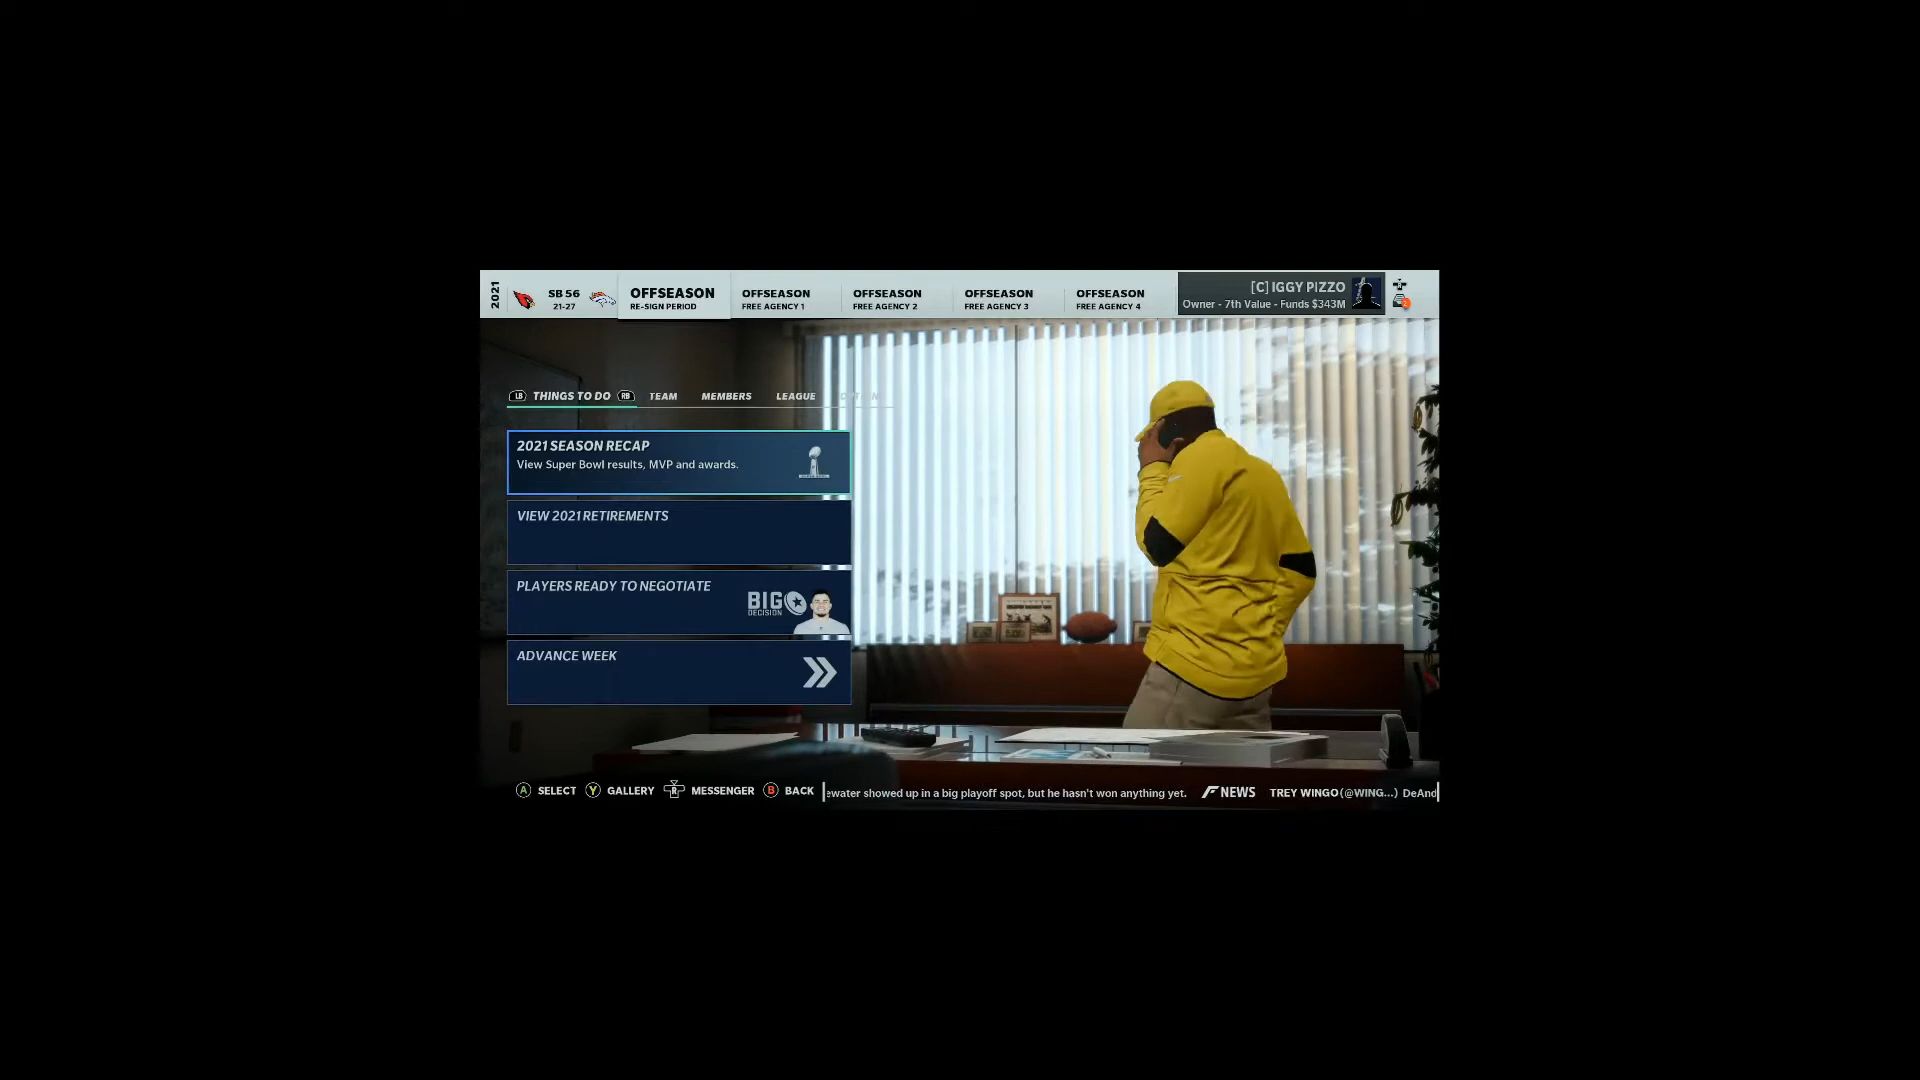 2021
SB 56
21-27
OFFSEASON
RE-SIGN PERIOD
OFFSEASON
FREE AGENCY 1
OFFSEASON
FREE AGENCY 2
OFFSEASON
FREE AGENCY 3
OFFSEASON
FREE AGENCY 4
[C] IGGY PIZZO
Owner - 7th Value - Funds $343M
LB THINGS TO DO RB TEAM MEMBERS LEAGUE
2021 SEASON RECAP
View Super Bowl results, MVP and awards.
VIEW 2021 RETIREMENTS
PLAYERS READY TO NEGOTIATE
BIG
DECISION
ADVANCE WEEK
A SELECT Y GALLERY R MESSENGER B BACK
ewater showed up in a big playoff spot, but he hasn't won anything yet. NEWS TREY WINGO(@WING...) DeAnd